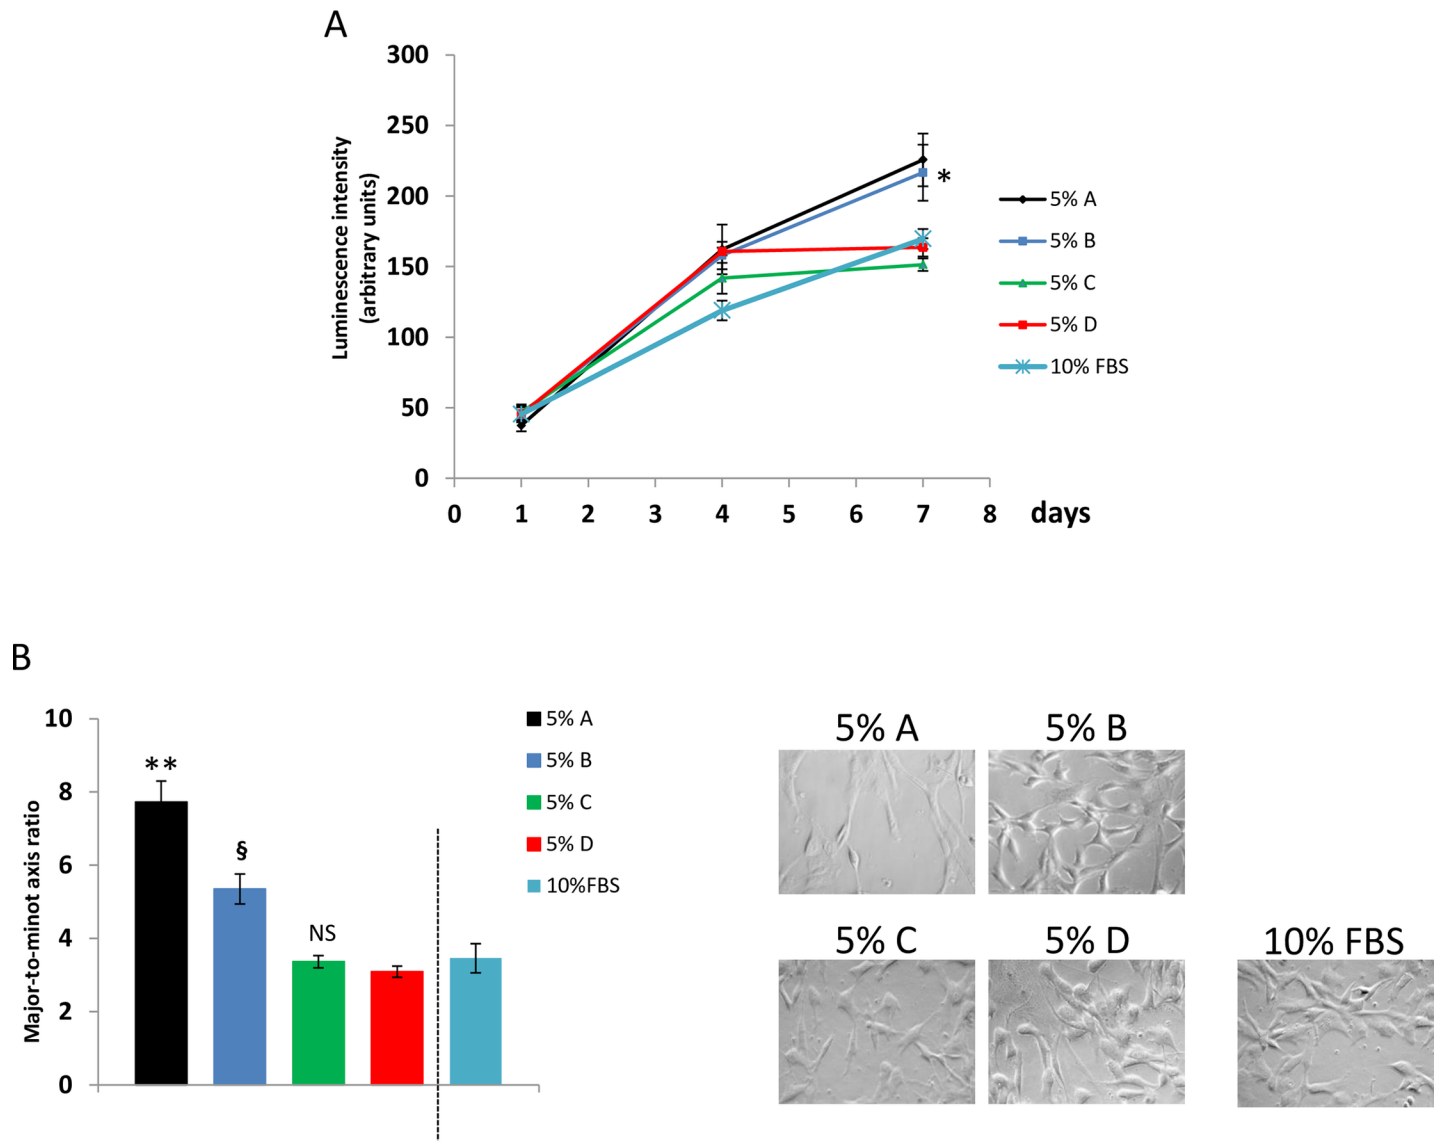 A
300
250
200
150
100
50
0
Luminescence intensity
(arbitrary units)
*
0 1 2 3 4 5 6 7 8 days
5% A
5% B
5% C
5% D
10% FBS
B
10
8
6
4
2
0
Major-to-minot axis ratio
**
§
NS
5% A
5% B
5% C
5% D
10%FBS
5% A 5% B
5% C 5% D 10% FBS